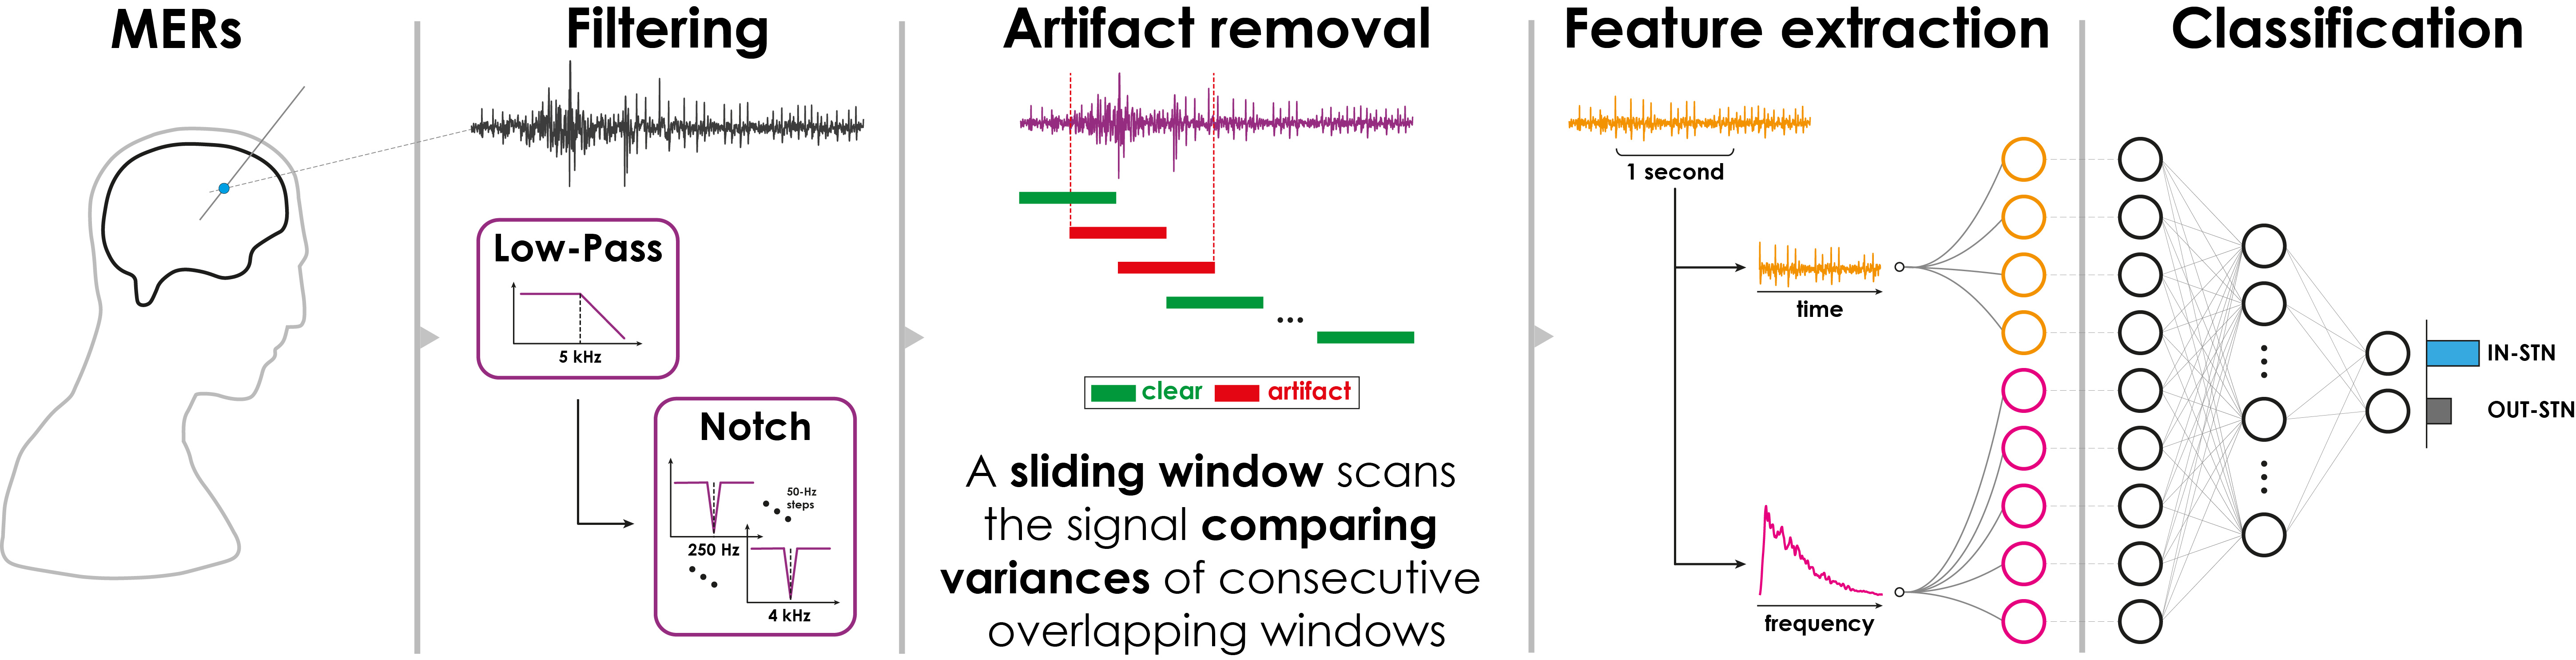 MERs
Filtering
Low-Pass
5 kHz
Notch
50-Hz
steps
250 Hz
4 kHz
Artifact removal
clear
artifact
A sliding window scans
the signal comparing
variances of consecutive
overlapping windows
Feature extraction
1 second
time
frequency
Classification
IN-STN
OUT-STN